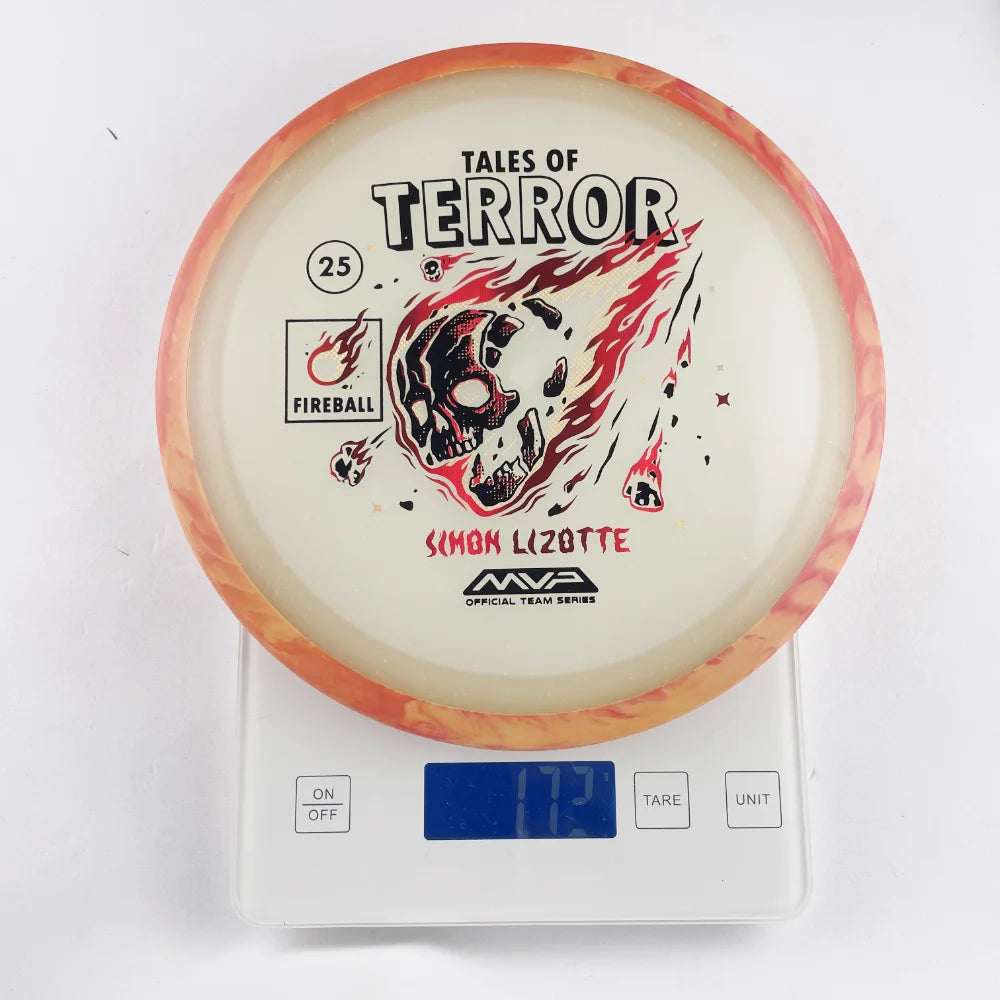 TALES OF
TERROR
25
FIREBALL
SIMON LIZOTTE
MVP
OFFICIAL TEAM SERIES
ON
OFF
172 g
TARE
UNIT